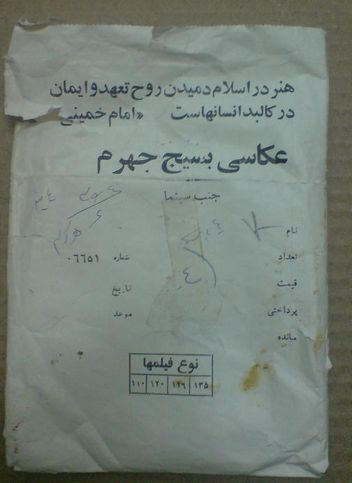 هنر در اسلام دمیدن روح تعهد و ایمان
در کالبد انسانهاست «امام خمینی
عکاسی بسیج جهرم
جنب سینما
نام
تعداد شماره ۰۶۶۵۱
قیمت تاریخ
پرداختی موعد
مانده
نوع فیلمها
۱۳۵ ۱۲۶ ۱۲۰ ۱۱۰